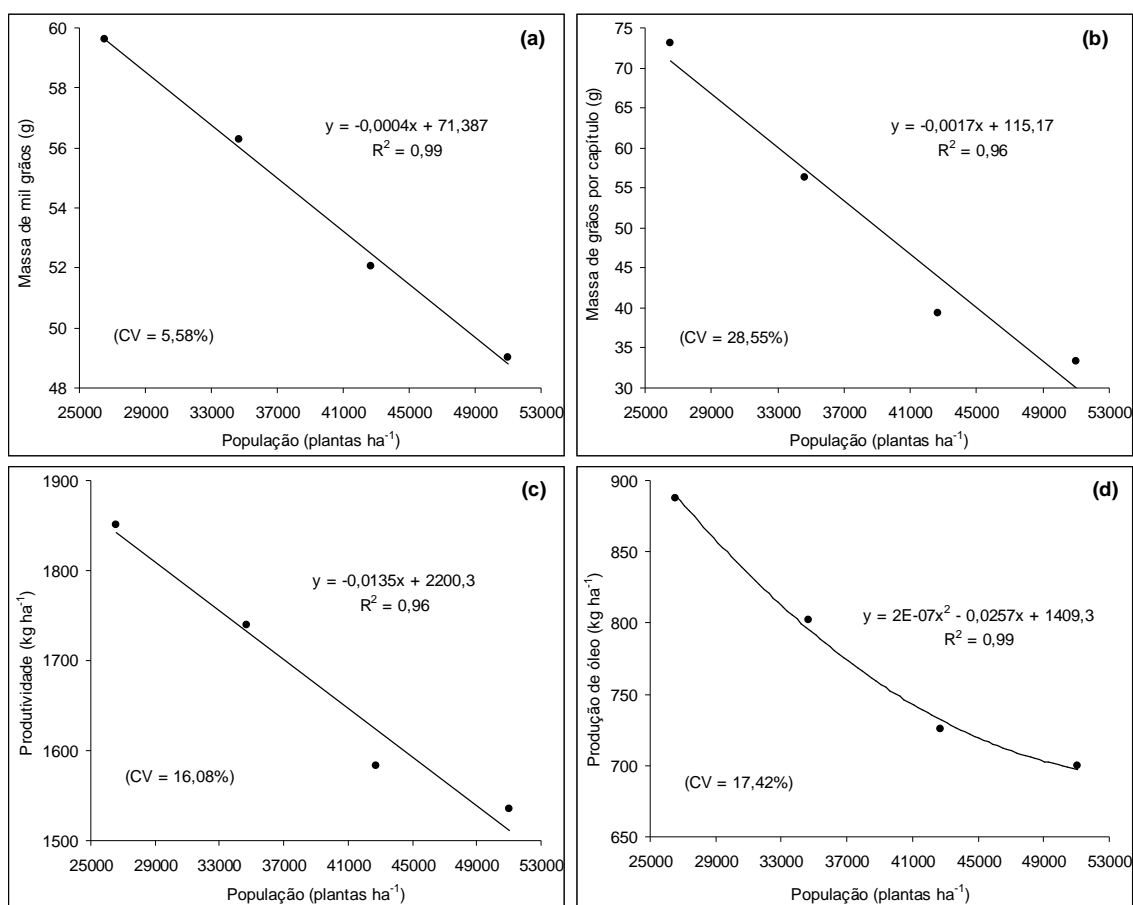 (a)
Massa de mil grãos (g)
60
58
56
54
52
50
48
y = -0,0004x + 71,387
R² = 0,99
(CV = 5,58%)
25000 29000 33000 37000 41000 45000 49000 53000
População (plantas ha⁻¹)
(b)
Massa de grãos por capítulo (g)
75
70
65
60
55
50
45
40
35
30
y = -0,0017x + 115,17
R² = 0,96
(CV = 28,55%)
25000 29000 33000 37000 41000 45000 49000 53000
População (plantas ha⁻¹)
(c)
Produtividade (kg ha⁻¹)
1900
1800
1700
1600
1500
y = -0,0135x + 2200,3
R² = 0,96
(CV = 16,08%)
25000 29000 33000 37000 41000 45000 49000 53000
População (plantas ha⁻¹)
(d)
Produção de óleo (kg ha⁻¹)
900
850
800
750
700
650
y = 2E-07x² - 0,0257x + 1409,3
R² = 0,99
(CV = 17,42%)
25000 29000 33000 37000 41000 45000 49000 53000
População (plantas ha⁻¹)